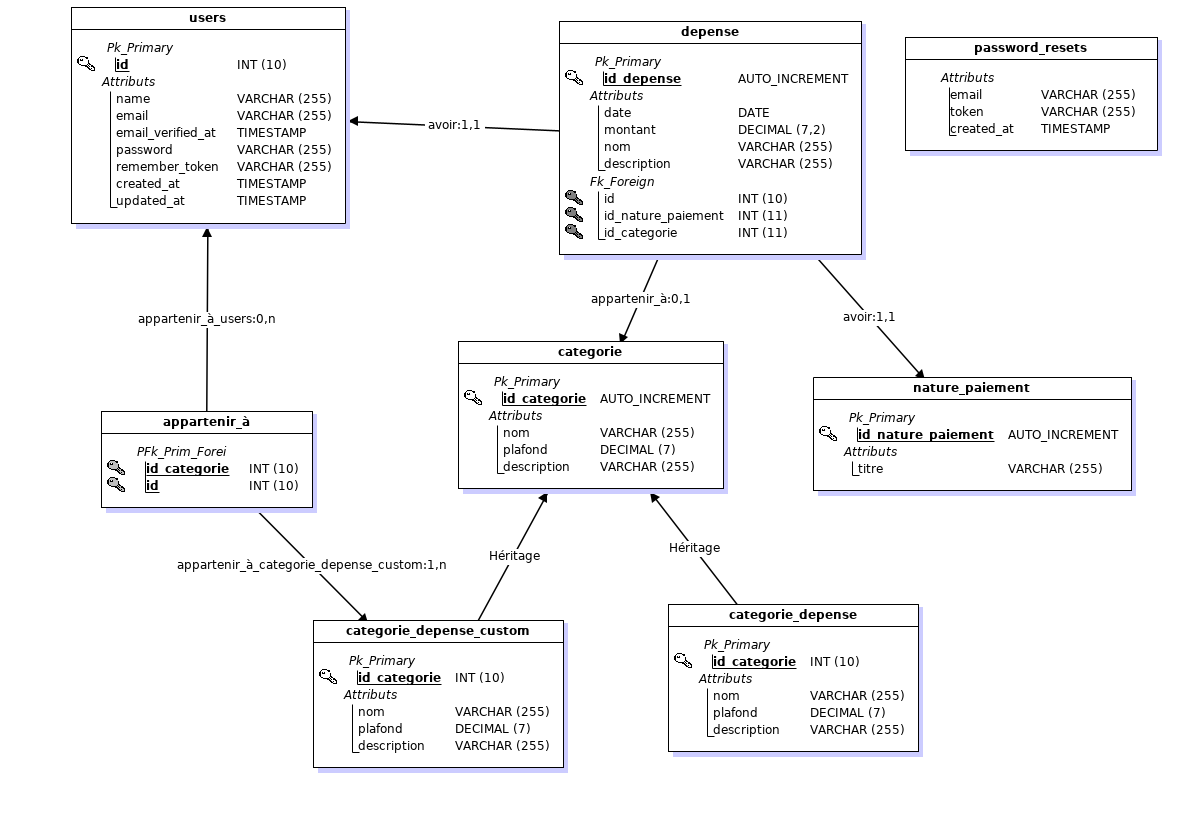 users
Pk_Primary
id INT (10)
Attributs
name VARCHAR (255)
email VARCHAR (255)
email_verified_at TIMESTAMP
password VARCHAR (255)
remember_token VARCHAR (255)
created_at TIMESTAMP
updated_at TIMESTAMP
avoir:1,1
depense
Pk_Primary
id_depense AUTO_INCREMENT
Attributs
date DATE
montant DECIMAL (7,2)
nom VARCHAR (255)
description VARCHAR (255)
Fk_Foreign
id INT (10)
id_nature_paiement INT (11)
id_categorie INT (11)
password_resets
Attributs
email VARCHAR (255)
token VARCHAR (255)
created_at TIMESTAMP
appartenir_à_users:0,n
appartenir_à:0,1
avoir:1,1
categorie
Pk_Primary
id_categorie AUTO_INCREMENT
Attributs
nom VARCHAR (255)
plafond DECIMAL (7)
description VARCHAR (255)
nature_paiement
Pk_Primary
id_nature_paiement AUTO_INCREMENT
Attributs
titre VARCHAR (255)
appartenir_à
PFk_Prim_Forei
id_categorie INT (10)
id INT (10)
appartenir_à_categorie_depense_custom:1,n
Héritage
Héritage
categorie_depense_custom
Pk_Primary
id_categorie INT (10)
Attributs
nom VARCHAR (255)
plafond DECIMAL (7)
description VARCHAR (255)
categorie_depense
Pk_Primary
id_categorie INT (10)
Attributs
nom VARCHAR (255)
plafond DECIMAL (7)
description VARCHAR (255)